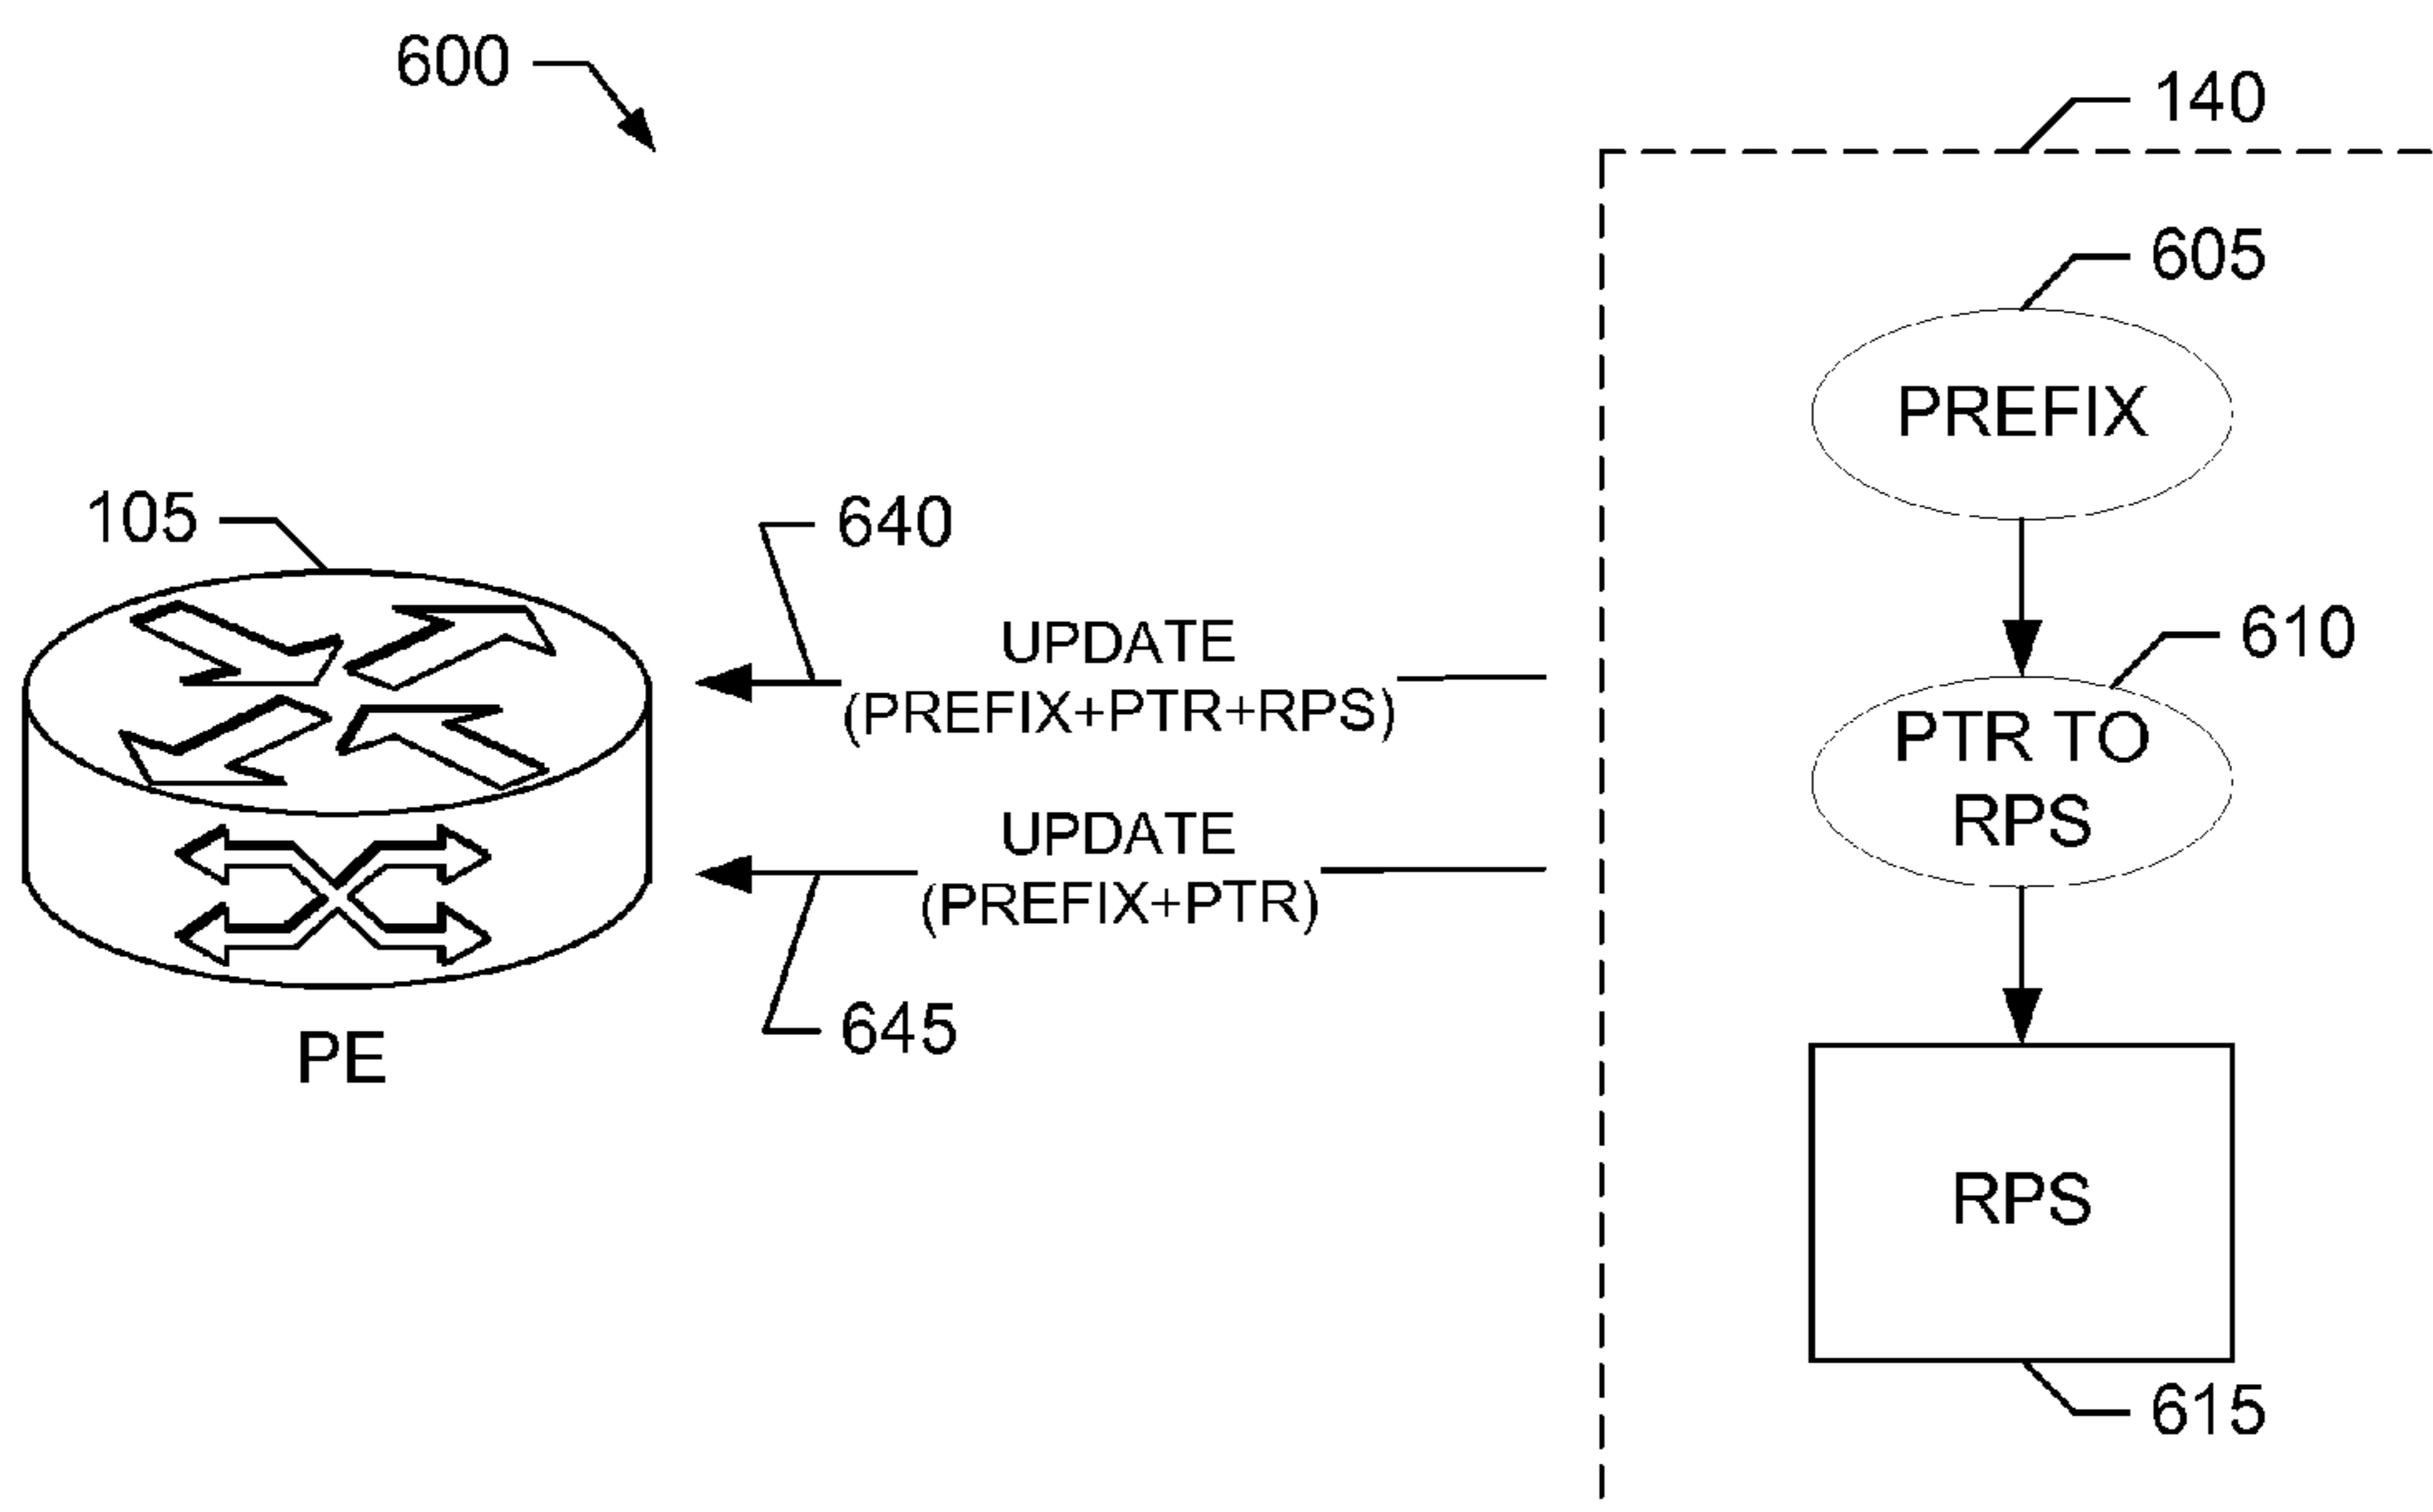 600
140
605
PREFIX
105
640
610
UPDATE
(PREFIX+PTR+RPS)
PTR TO
RPS
UPDATE
(PREFIX+PTR)
645
PE
RPS
615